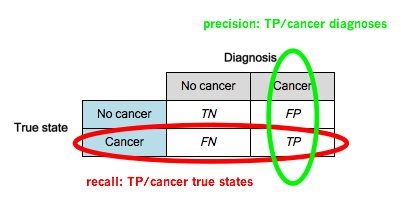 precision: TP/cancer diagnoses
Diagnosis
No cancer Cancer
True state
No cancer TN FP
Cancer FN TP
recall: TP/cancer true states